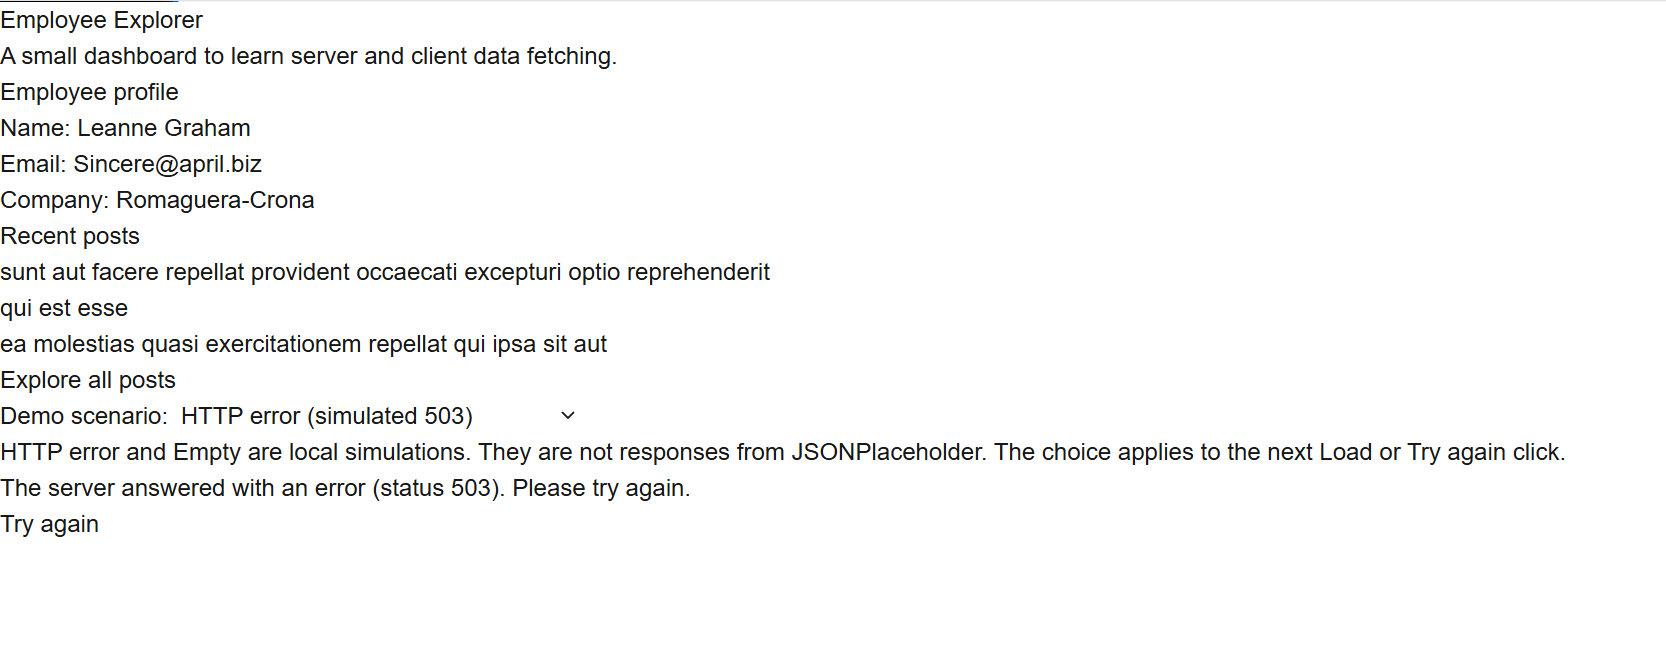 Employee Explorer
A small dashboard to learn server and client data fetching.
Employee profile
Name: Leanne Graham
Email: Sincere@april.biz
Company: Romaguera-Crona
Recent posts
sunt aut facere repellat provident occaecati excepturi optio reprehenderit
qui est esse
ea molestias quasi exercitationem repellat qui ipsa sit aut
Explore all posts
Demo scenario: HTTP error (simulated 503)
HTTP error and Empty are local simulations. They are not responses from JSONPlaceholder. The choice applies to the next Load or Try again click.
The server answered with an error (status 503). Please try again.
Try again